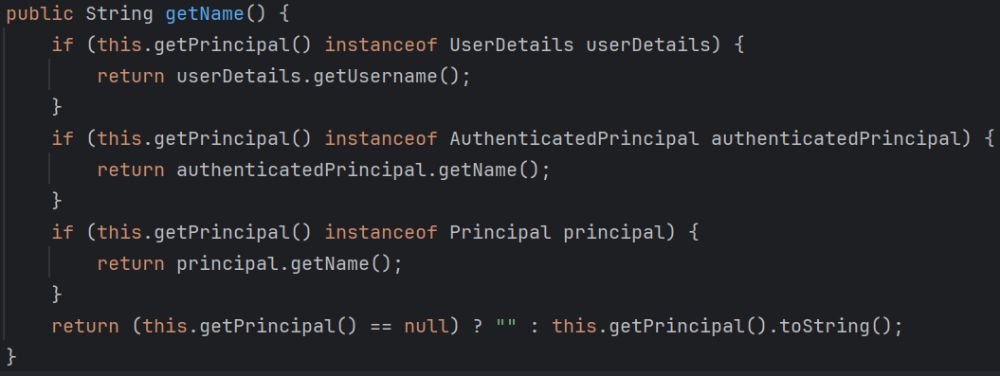 public String getName() {
    if (this.getPrincipal() instanceof UserDetails userDetails) {
        return userDetails.getUsername();
    }
    if (this.getPrincipal() instanceof AuthenticatedPrincipal authenticatedPrincipal) {
        return authenticatedPrincipal.getName();
    }
    if (this.getPrincipal() instanceof Principal principal) {
        return principal.getName();
    }
    return (this.getPrincipal() == null) ? "" : this.getPrincipal().toString();
}